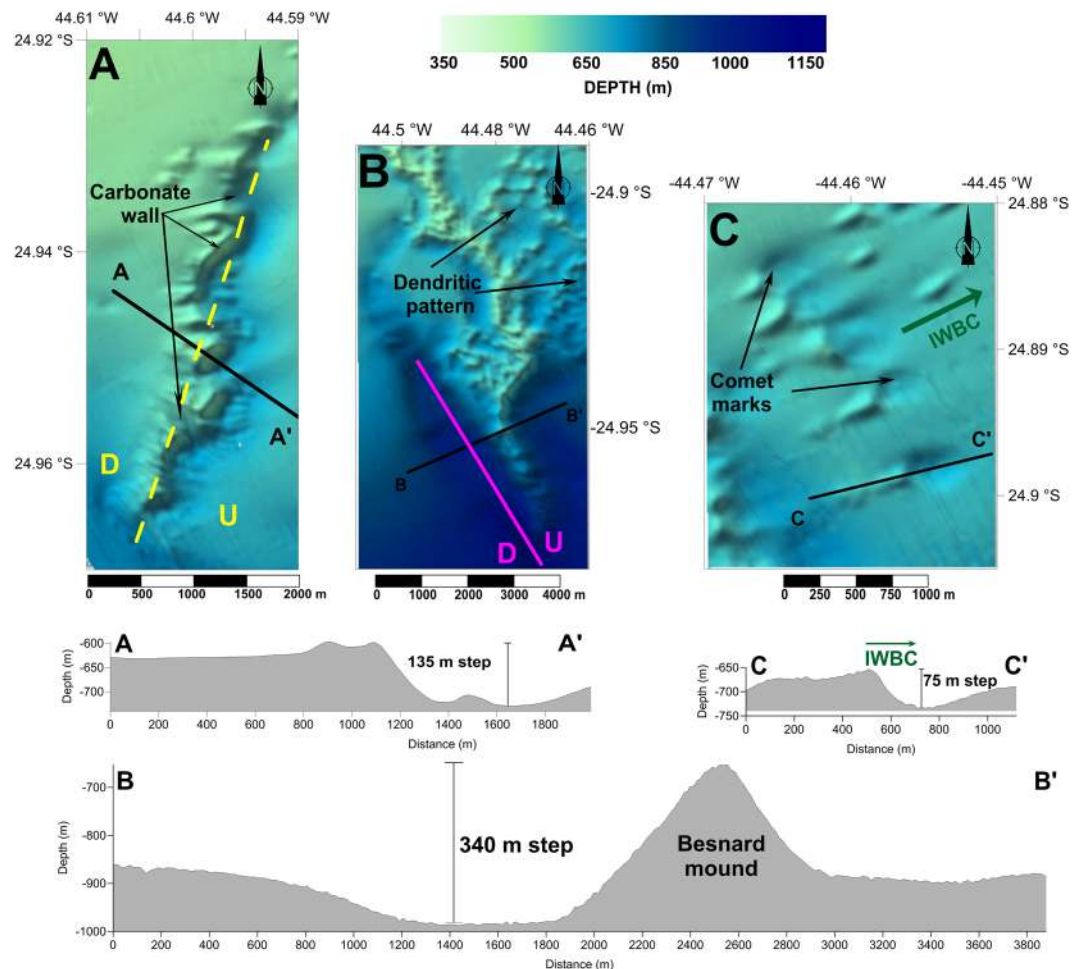 44.61 °W
44.6 °W
44.59 °W
24.92 °S
24.94 °S
24.96 °S
A
N
Carbonate
wall
A
A'
D
U
0 500 1000 1500 2000 m
350 500 650 850 1000 1150
DEPTH (m)
44.5 °W
44.48 °W
44.46 °W
B
N
24.9 °S
24.95 °S
Dendritic
pattern
B'
B
D
U
0 1000 2000 3000 4000 m
-44.47 °W
-44.46 °W
-44.45 °W
24.88 °S
24.89 °S
24.9 °S
C
N
IWBC
Comet
marks
C'
C
0 250 500 750 1000 m
A
A'
135 m step
Depth (m)
-600
-650
-700
0 200 400 600 800 1000 1200 1400 1600 1800
Distance (m)
C
IWBC
C'
75 m step
Depth (m)
-650
-700
-750
0 200 400 600 800 1000
Distance (m)
B
B'
340 m step
Besnard
mound
Depth (m)
-700
-800
-900
-1000
0 200 400 600 800 1000 1200 1400 1600 1800 2000 2200 2400 2600 2800 3000 3200 3400 3600 3800
Distance (m)